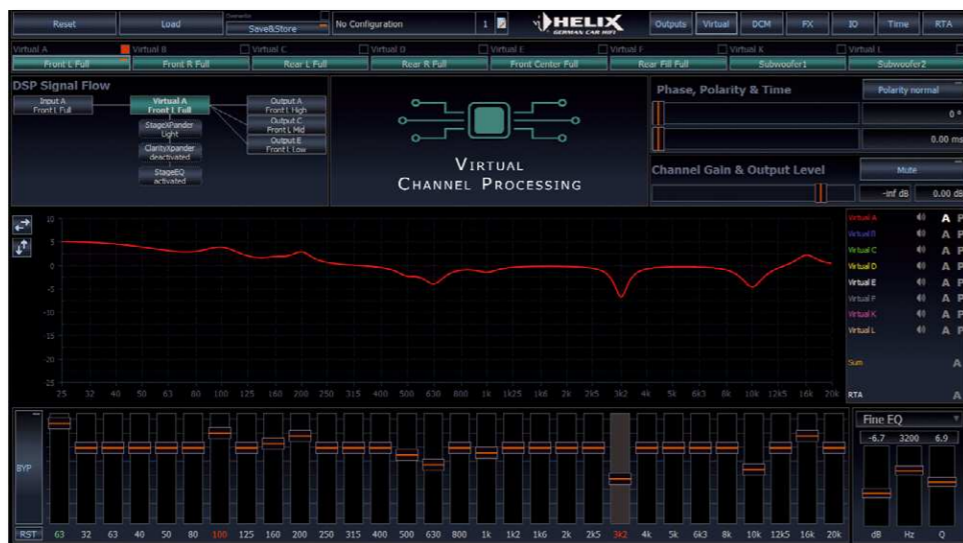 Reset Load Save&Store No Configuration 1 HELIX Outputs Virtual DCM FX IO Time RTA
GERMAN CAR HIFI
Virtual A Virtual B Virtual C Virtual D Virtual E Virtual F Virtual K Virtual L
Front L Full Front R Full Rear L Full Rear R Full Front Center Full Rear Fill Full Subwoofer1 Subwoofer2
DSP Signal Flow
Input A
Front L Full
Virtual A
Front L Full
StageXPander
Light
ClarityXpander
deactivated
StageEQ
activated
Output A
Front L High
Output C
Front L Mid
Output E
Front L Low
VIRTUAL
CHANNEL PROCESSING
Phase, Polarity & Time Polarity normal
0 °
0.00 ms
Channel Gain & Output Level Mute
-inf dB 0.00 dB
10
5
0
-5
-10
-15
-20
-25
25 32 40 50 63 80 100 125 160 200 250 315 400 500 630 800 1k 1k25 1k6 2k 2k5 3k2 4k 5k 6k3 8k 10k 12k5 16k 20k
Virtual A A P
Virtual B A P
Virtual C A P
Virtual D A P
Virtual E A P
Virtual F A P
Virtual K A P
Virtual L A P
Sum A
RTA A
BYP
RST 63 32 63 40 50 80 100 125 160 200 250 315 400 500 630 800 1k 1k2 1k6 2k 2k5 3k2 4k 5k 6k3 8k 10k 12k5 16k 20k
Fine EQ
-6.7 3200 6.9
dB Hz Q